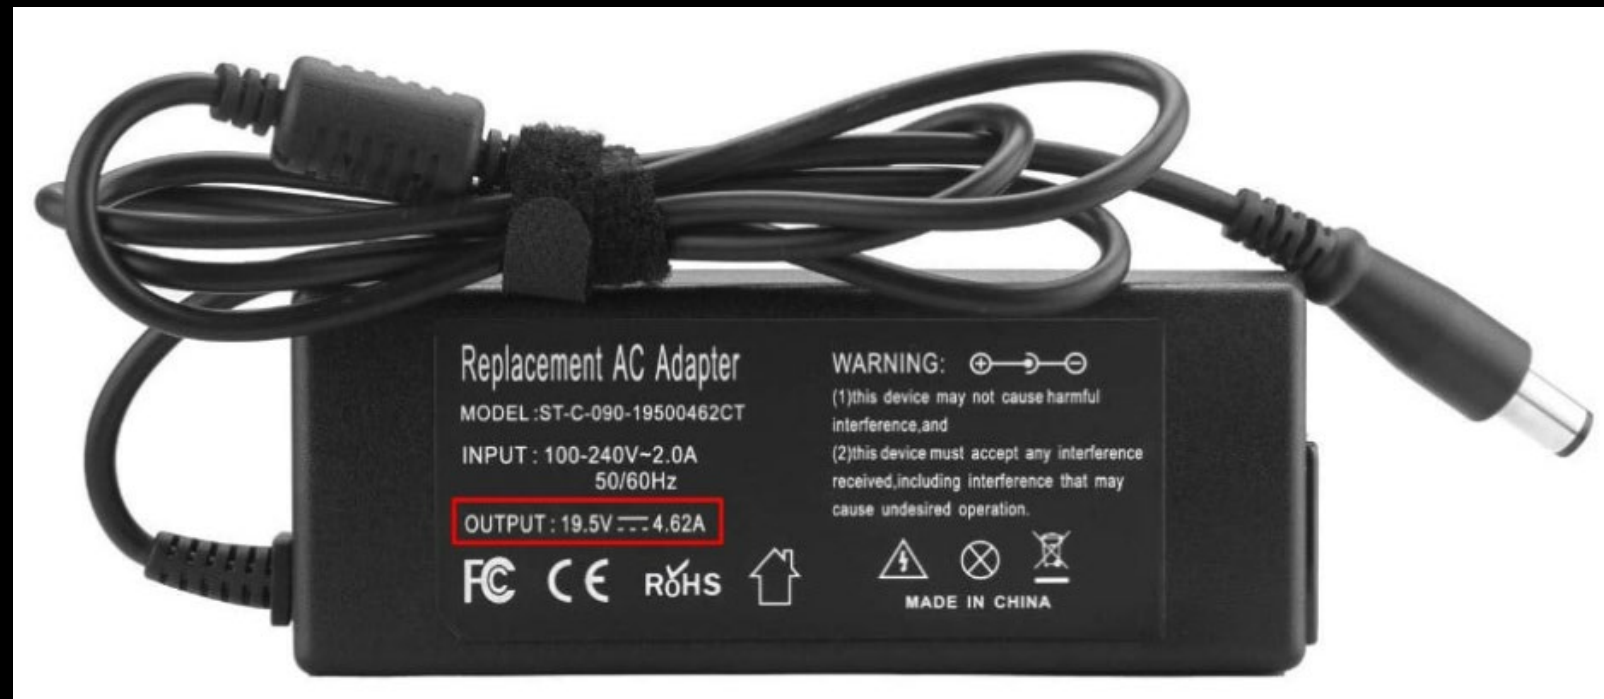 Replacement AC Adapter
MODEL:ST-C-090-19500462CT
INPUT: 100-240V~2.0A
50/60Hz
OUTPUT: 19.5V⎓4.62A
FC CE RoHS
WARNING:
(1)this device may not cause harmful
interference,and
(2)this device must accept any interference
received,including interference that may
cause undesired operation.
MADE IN CHINA